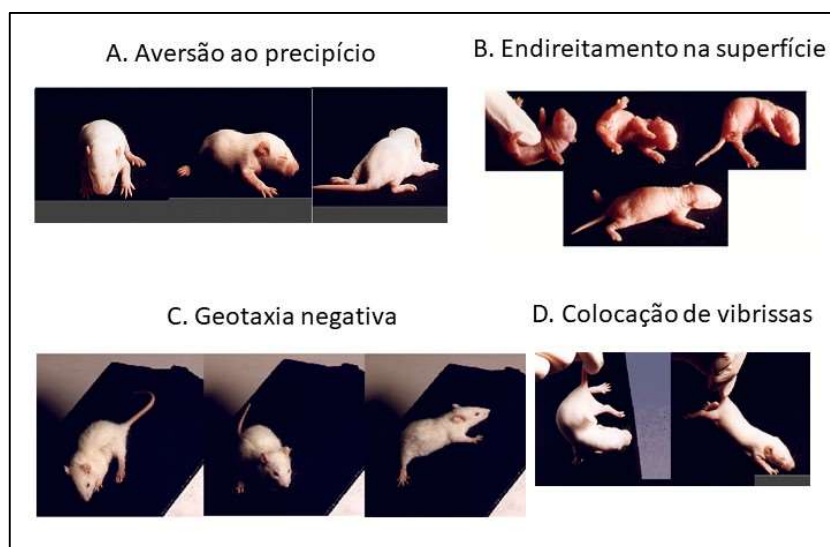 A. Aversão ao precipício
B. Endireitamento na superfície
C. Geotaxia negativa
D. Colocação de vibrissas